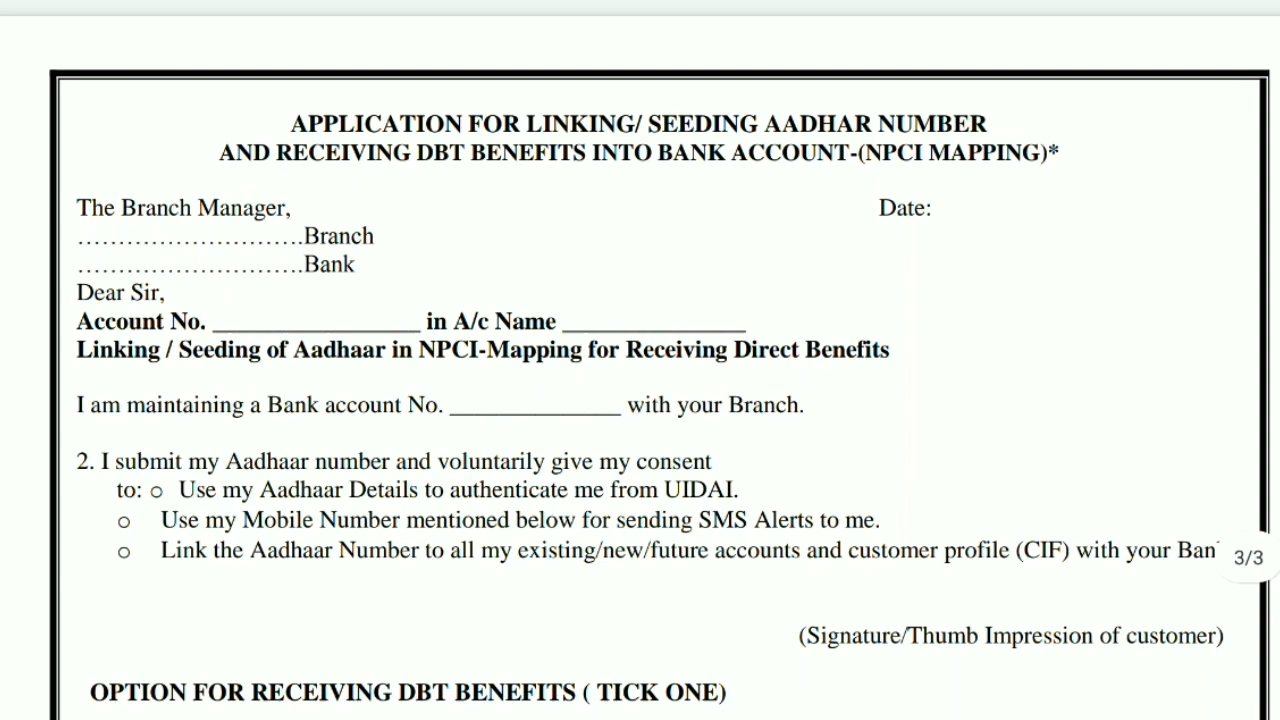 APPLICATION FOR LINKING/ SEEDING AADHAR NUMBER
AND RECEIVING DBT BENEFITS INTO BANK ACCOUNT-(NPCI MAPPING)*
The Branch Manager, Date:
...........................Branch
...........................Bank
Dear Sir,
Account No. _________________ in A/c Name _______________
Linking / Seeding of Aadhaar in NPCI-Mapping for Receiving Direct Benefits
I am maintaining a Bank account No. ______________ with your Branch.
2. I submit my Aadhaar number and voluntarily give my consent
to: o Use my Aadhaar Details to authenticate me from UIDAI.
o Use my Mobile Number mentioned below for sending SMS Alerts to me.
o Link the Aadhaar Number to all my existing/new/future accounts and customer profile (CIF) with your Ban
3/3
(Signature/Thumb Impression of customer)
OPTION FOR RECEIVING DBT BENEFITS ( TICK ONE)